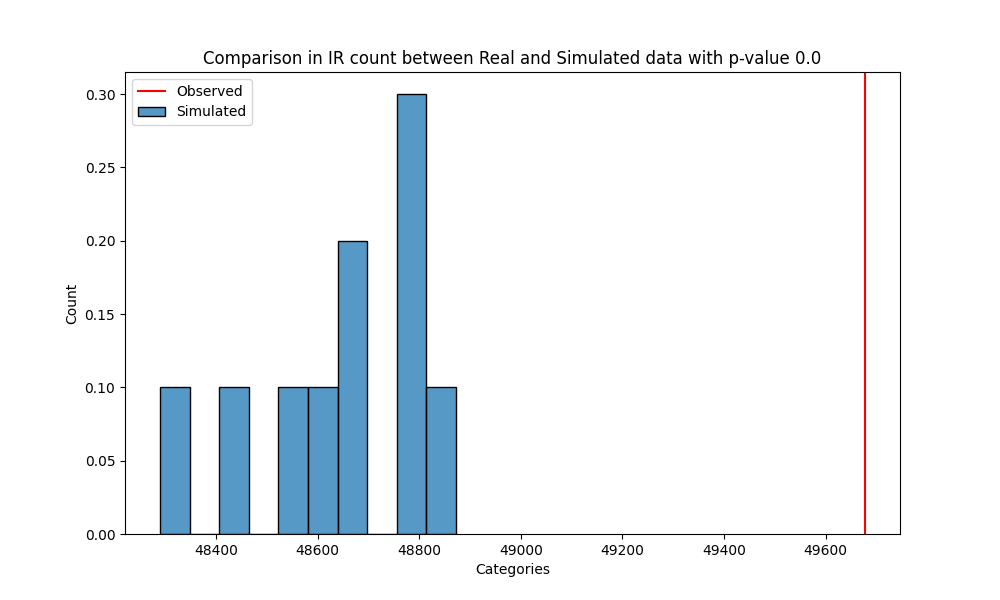 Comparison in IR count between Real and Simulated data with p-value 0.0
Observed
Simulated
Count
0.30
0.25
0.20
0.15
0.10
0.05
0.00
48400 48600 48800 49000 49200 49400 49600
Categories